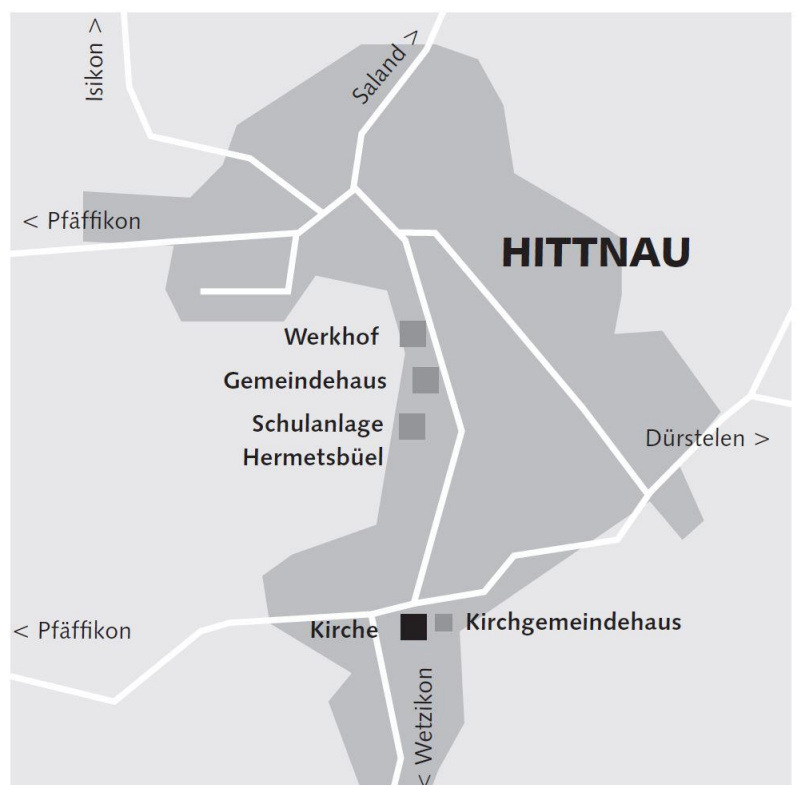 Isikon >
Saland >
< Pfäffikon
HITTNAU
Werkhof
Gemeindehaus
Schulanlage
Hermetsbüel
Dürstelen >
< Pfäffikon
Kirche
Kirchgemeindehaus
< Wetzikon